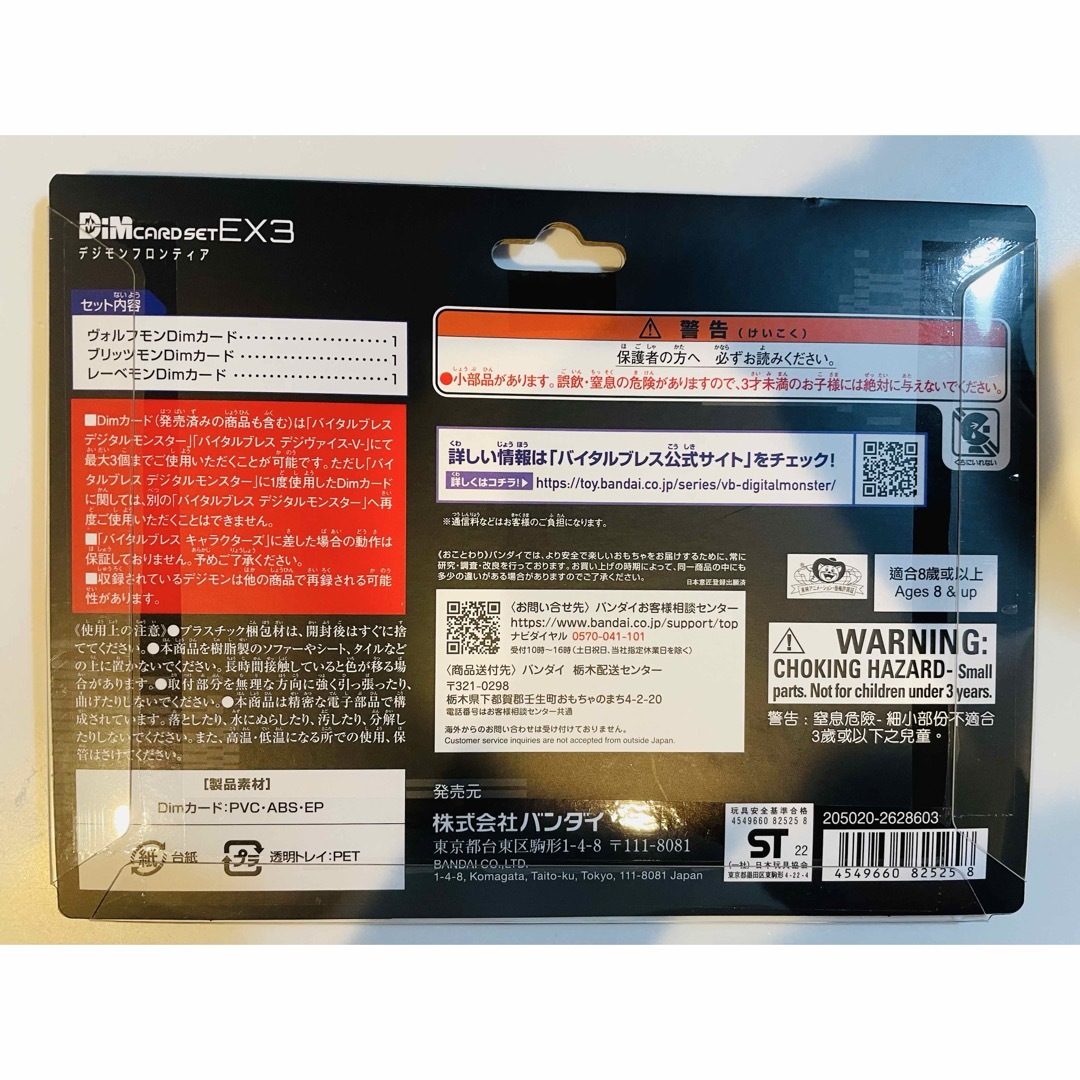 DiM CARD SET EX3
デジモンフロンティア
セット内容
ヴォルフモンDimカード・・・・・・・・・・・・・・・・・・1
ブリッツモンDimカード・・・・・・・・・・・・・・・・・・1
レーベモンDimカード・・・・・・・・・・・・・・・・・・・1
■Dimカード(発売済みの商品も含む)は「バイタルブレス
デジタルモンスター」「バイタルブレス デジヴァイス-V-」にて
最大3個までご使用いただくことが可能です。ただし「バイ
タルブレス デジタルモンスター」に1度使用したDimカード
に関しては、別の「バイタルブレス デジタルモンスター」へ再
度ご使用いただくことはできません。
■「バイタルブレス キャラクターズ」に差した場合の動作は
保証しておりません。予めご了承ください。
■収録されているデジモンは他の商品で再録される可能
性があります。
《使用上の注意》●プラスチック梱包材は、開封後はすぐに捨
ててください。●本商品を樹脂製のソファーやシート、タイルなど
の上に置かないでください。長時間接触していると色が移る場
合があります。●取付部分を無理な方向に強く引っ張ったり、
曲げたりしないでください。●本商品は精密な電子部品で構
成されています。落としたり、水にぬらしたり、汚したり、分解し
たりしないでください。また、高温・低温になる所での使用、保
管はさけてください。
【製品素材】
Dimカード:PVC・ABS・EP
紙 台紙
プラ 透明トレイ:PET
警告(けいこく)
保護者の方へ 必ずお読みください。
●小部品があります。誤飲・窒息の危険がありますので、3才未満のお子様には絶対に与えないでください。
くちにいれない
詳しい情報は「バイタルブレス公式サイト」をチェック!
詳しくはコチラ!▶ https://toy.bandai.co.jp/series/vb-digitalmonster/
※通信料などはお客様のご負担になります。
《おことわり》バンダイでは、より安全で楽しいおもちゃをお届けするために、常に
研究・調査・改良を行っております。お買い上げの時期によって、同一商品の中にも
多少の違いがある場合がありますのでご了承ください。
日本意匠登録出願済
適合8歲或以上
Ages 8 & up
〈お問い合せ先〉バンダイお客様相談センター
https://www.bandai.co.jp/support/top
ナビダイヤル 0570-041-101
受付10時〜16時(土日祝日、当社指定休業日を除く)
〈商品送付先〉バンダイ 栃木配送センター
〒321-0298
栃木県下都賀郡壬生町おもちゃのまち4-2-20
電話番号はお客様相談センター共通
海外からのお問い合わせは受け付けておりません。
Customer service inquiries are not accepted from outside Japan.
WARNING:
CHOKING HAZARD- Small
parts. Not for children under 3 years.
警告：窒息危險- 細小部份不適合
3歲或以下之兒童。
発売元
株式会社バンダイ
東京都台東区駒形1-4-8 〒111-8081
BANDAI CO.,LTD.
1-4-8, Komagata, Taito-ku, Tokyo, 111-8081 Japan
玩具安全基準合格
4549660 82525 8
ST 22
(一社)日本玩具協会
東京都墨田区東駒形4-22-4
205020-2628603
4549660 825258